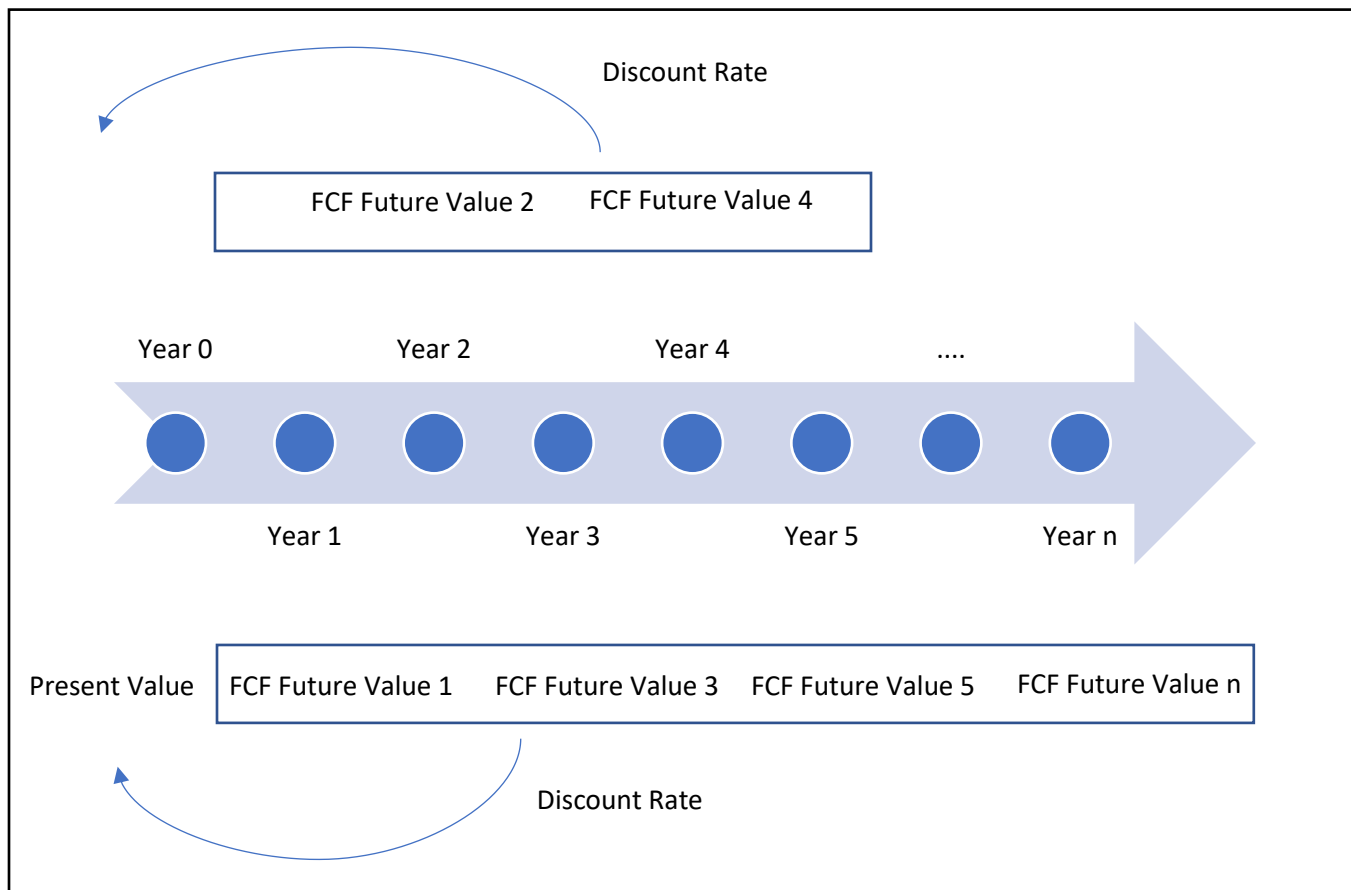 Discount Rate
FCF Future Value 2 FCF Future Value 4
Year 0 Year 2 Year 4 ....
Year 1 Year 3 Year 5 Year n
Present Value FCF Future Value 1 FCF Future Value 3 FCF Future Value 5 FCF Future Value n
Discount Rate